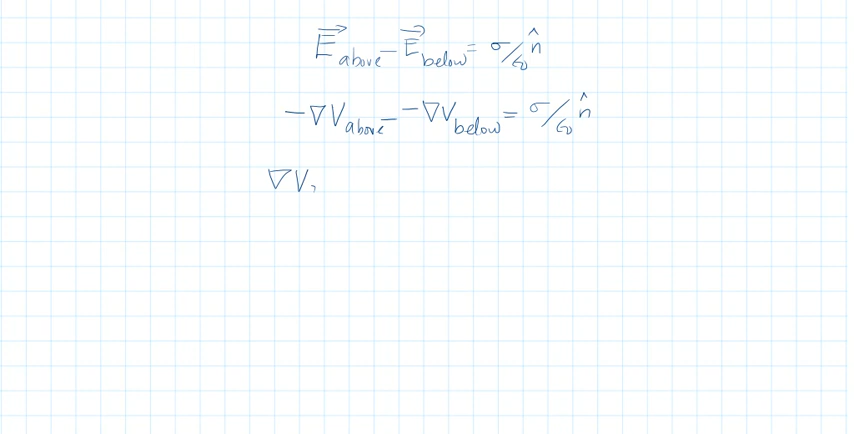 E⃗above − E⃗below = σ/ε₀ n̂
−∇Vabove − −∇Vbelow = σ/ε₀ n̂
∇V,